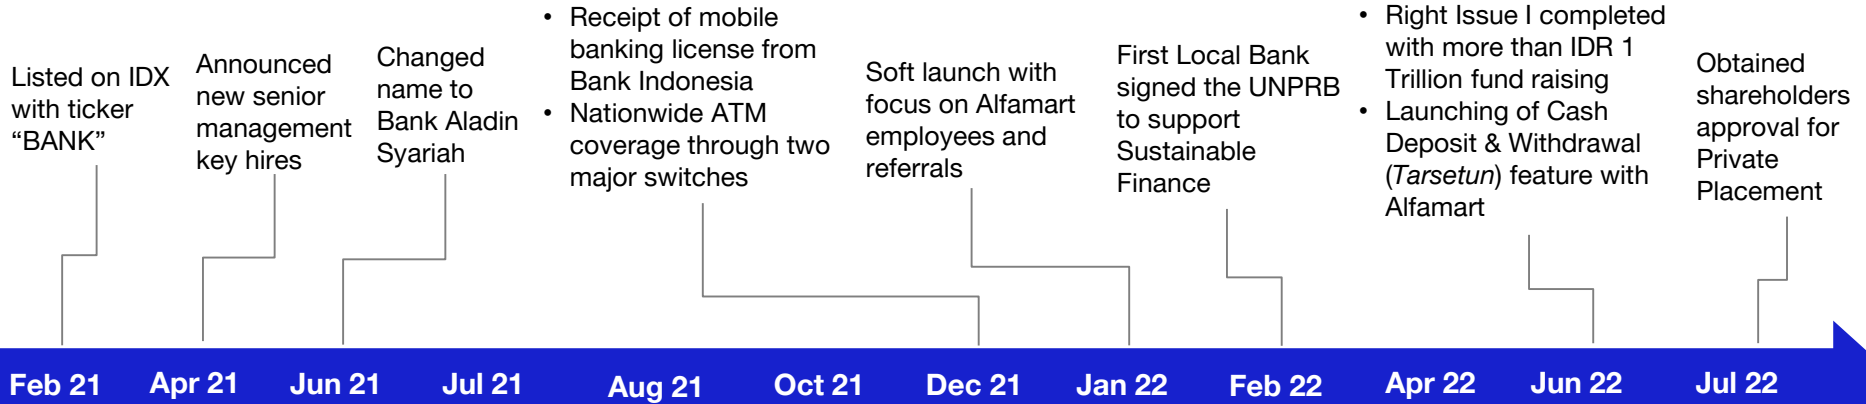 Listed on IDX
with ticker
“BANK”
Announced
new senior
management
key hires
Changed
name to
Bank Aladin
Syariah
• Receipt of mobile
banking license from
Bank Indonesia
• Nationwide ATM
coverage through two
major switches
Soft launch with
focus on Alfamart
employees and
referrals
First Local Bank
signed the UNPRB
to support
Sustainable
Finance
• Right Issue I completed
with more than IDR 1
Trillion fund raising
• Launching of Cash
Deposit & Withdrawal
(Tarsetun) feature with
Alfamart
Obtained
shareholders
approval for
Private
Placement
Feb 21
Apr 21
Jun 21
Jul 21
Aug 21
Oct 21
Dec 21
Jan 22
Feb 22
Apr 22
Jun 22
Jul 22